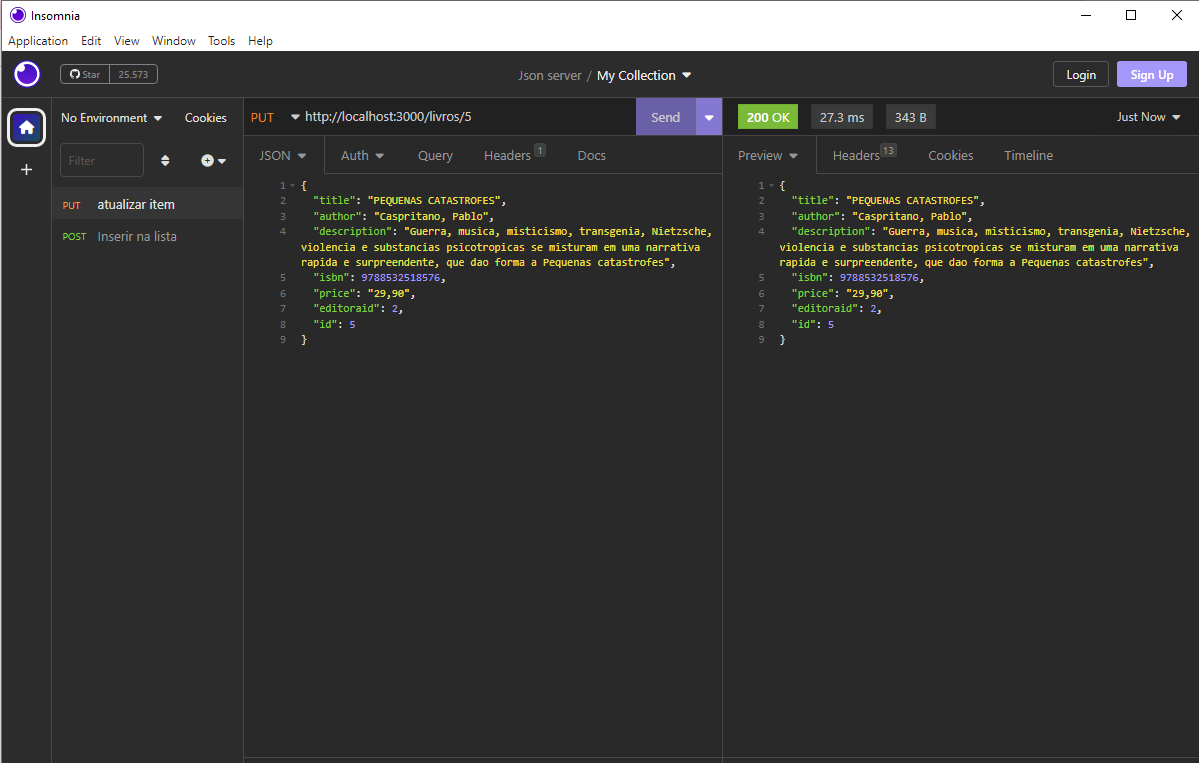 Insomnia
Application Edit View Window Tools Help
Star 25.573
Json server / My Collection
Login Sign Up
No Environment Cookies
Filter
PUT atualizar item
POST Inserir na lista
PUT http://localhost:3000/livros/5 Send
JSON Auth Query Headers 1 Docs
1 {
2 "title": "PEQUENAS CATASTROFES",
3 "author": "Caspritano, Pablo",
4 "description": "Guerra, musica, misticismo, transgenia, Nietzsche,
violencia e substancias psicotropicas se misturam em uma narrativa
rapida e surpreendente, que dao forma a Pequenas catastrofes",
5 "isbn": 9788532518576,
6 "price": "29,90",
7 "editoraid": 2,
8 "id": 5
9 }
200 OK 27.3 ms 343 B Just Now
Preview Headers 13 Cookies Timeline
1 {
2 "title": "PEQUENAS CATASTROFES",
3 "author": "Caspritano, Pablo",
4 "description": "Guerra, musica, misticismo, transgenia, Nietzsche,
violencia e substancias psicotropicas se misturam em uma narrativa
rapida e surpreendente, que dao forma a Pequenas catastrofes",
5 "isbn": 9788532518576,
6 "price": "29,90",
7 "editoraid": 2,
8 "id": 5
9 }